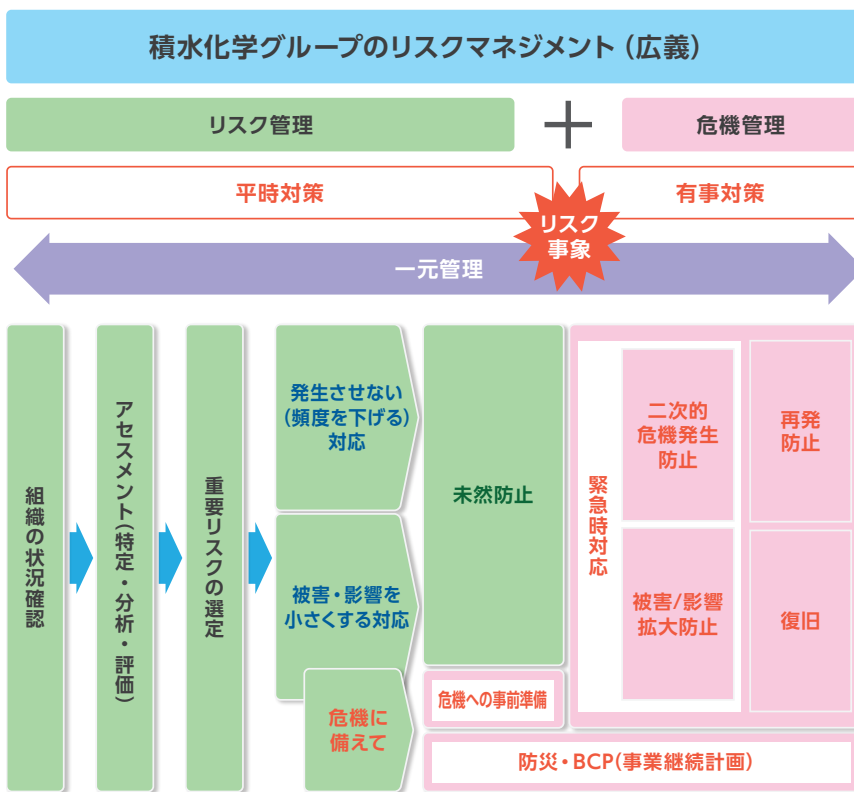 積水化学グループのリスクマネジメント（広義）
リスク管理
＋
危機管理
平時対策
リスク
事象
有事対策
一元管理
組織の状況確認
アセスメント（特定・分析・評価）
重要リスクの選定
発生させない
（頻度を下げる）
対応
被害・影響を
小さくする対応
危機に
備えて
未然防止
危機への事前準備
緊急時対応
二次的
危機発生
防止
被害/影響
拡大防止
再発
防止
復旧
防災・BCP(事業継続計画)